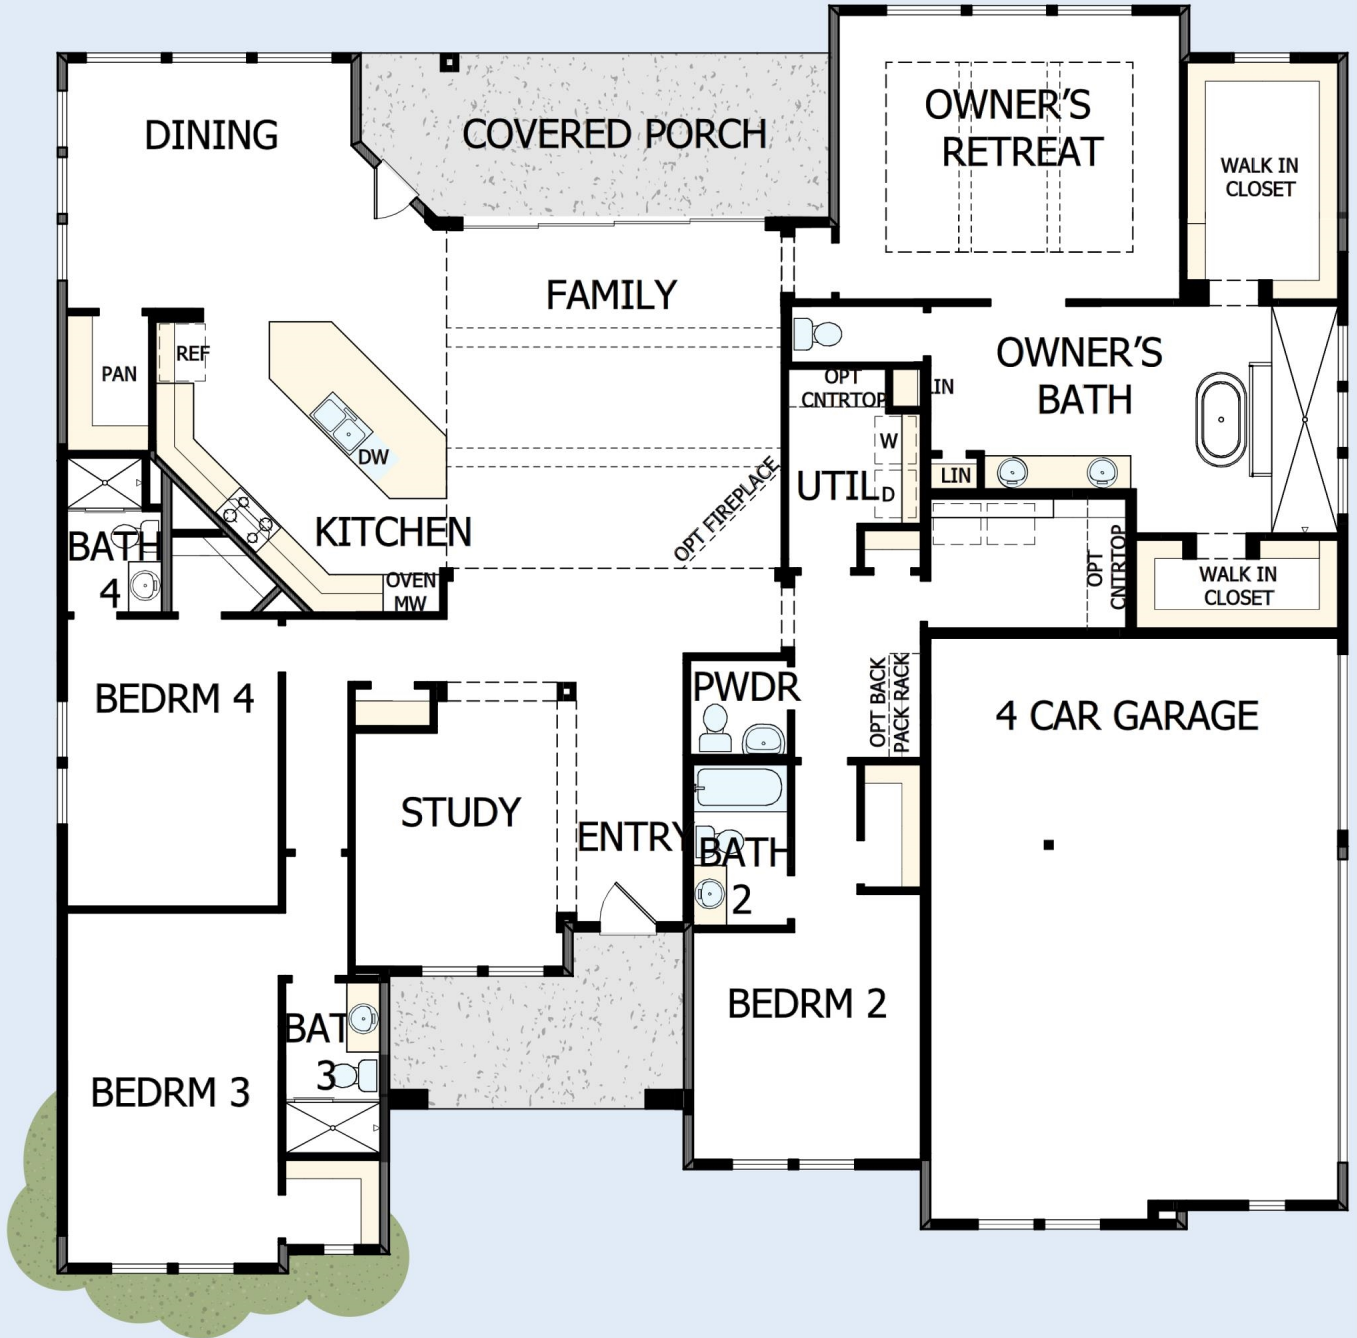 DINING
COVERED PORCH
OWNER'S
RETREAT
WALK IN
CLOSET
FAMILY
REF
PAN
OPT
CNTRTOP
LIN
OWNER'S
BATH
DW
W
UTIL
D
LIN
OPT FIREPLACE
KITCHEN
BATH
4
OVEN
MW
OPT
CNTRTOP
WALK IN
CLOSET
BEDRM 4
PWDR
OPT BACK
PACK RACK
4 CAR GARAGE
STUDY
ENTRY
BATH
2
BEDRM 2
BAT
3
BEDRM 3